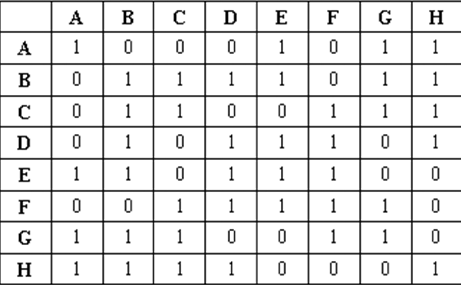 A B C D E F G H
A 1 0 0 0 1 0 1 1
B 0 1 1 1 1 0 1 1
C 0 1 1 0 0 1 1 1
D 0 1 0 1 1 1 0 1
E 1 1 0 1 1 1 0 0
F 0 0 1 1 1 1 1 0
G 1 1 1 0 0 1 1 0
H 1 1 1 1 0 0 0 1